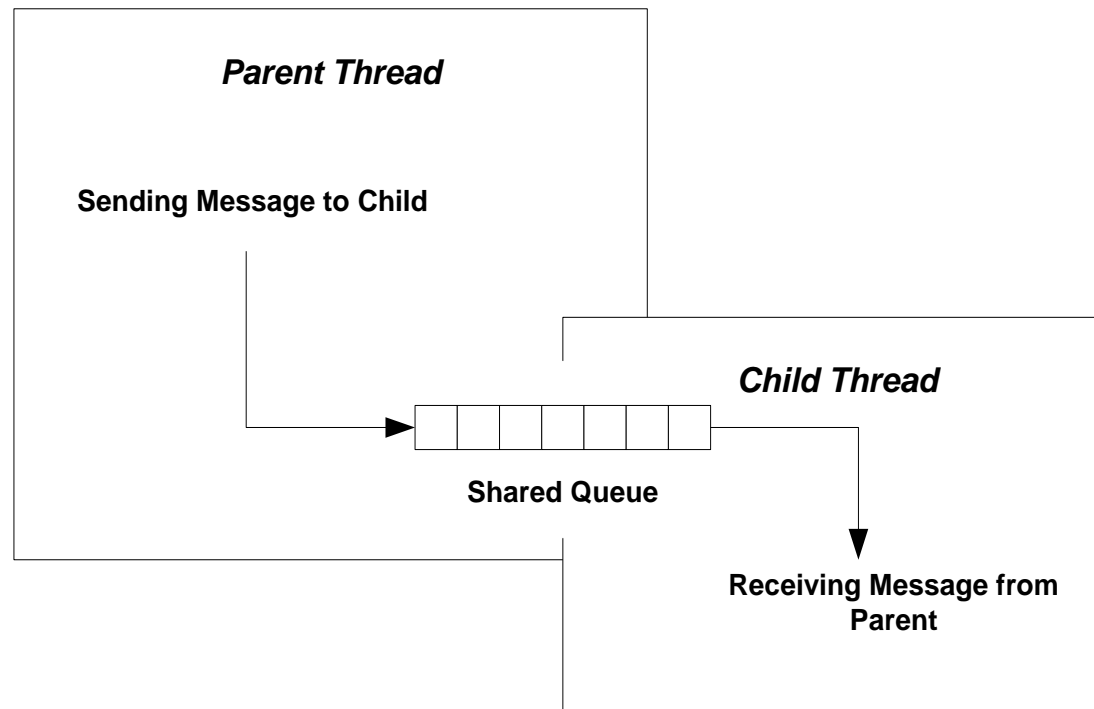 Parent Thread
Sending Message to Child
Child Thread
Shared Queue
Receiving Message from
Parent